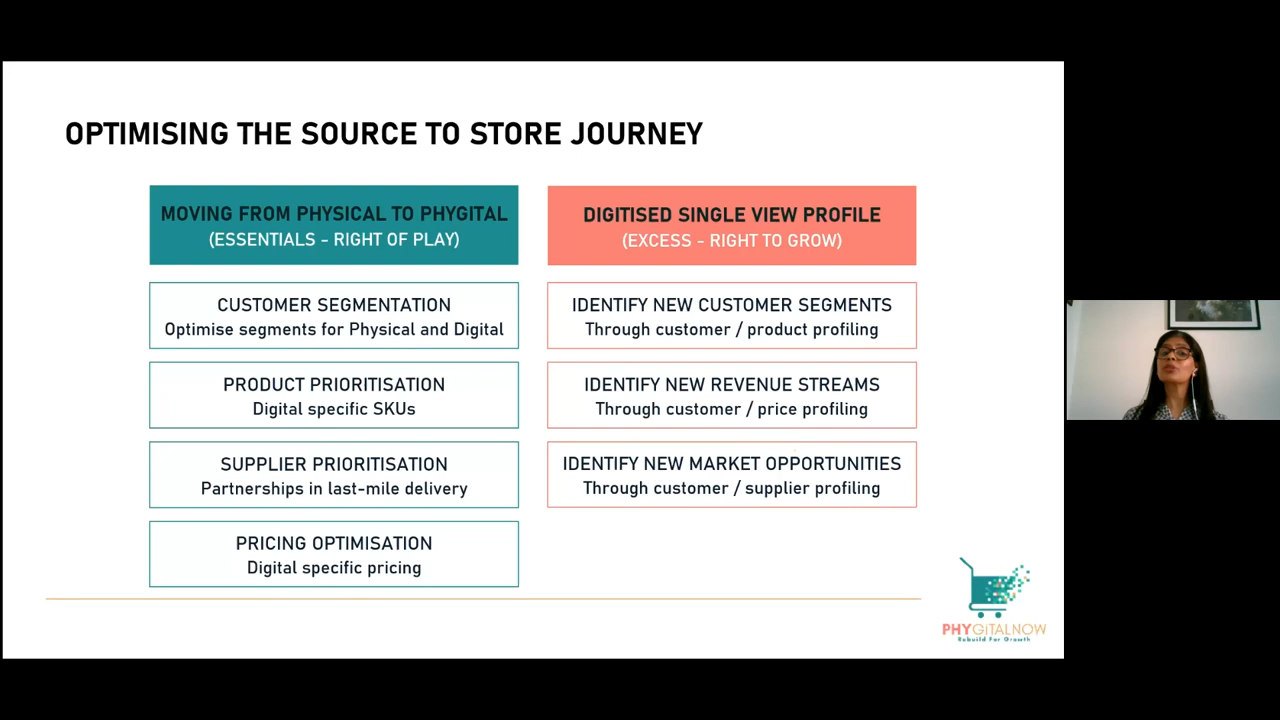 OPTIMISING THE SOURCE TO STORE JOURNEY
MOVING FROM PHYSICAL TO PHYGITAL
(ESSENTIALS - RIGHT OF PLAY)
CUSTOMER SEGMENTATION
Optimise segments for Physical and Digital
PRODUCT PRIORITISATION
Digital specific SKUs
SUPPLIER PRIORITISATION
Partnerships in last-mile delivery
PRICING OPTIMISATION
Digital specific pricing
DIGITISED SINGLE VIEW PROFILE
(EXCESS - RIGHT TO GROW)
IDENTIFY NEW CUSTOMER SEGMENTS
Through customer / product profiling
IDENTIFY NEW REVENUE STREAMS
Through customer / price profiling
IDENTIFY NEW MARKET OPPORTUNITIES
Through customer / supplier profiling
PHYGITALNOW
Rebuild For Growth